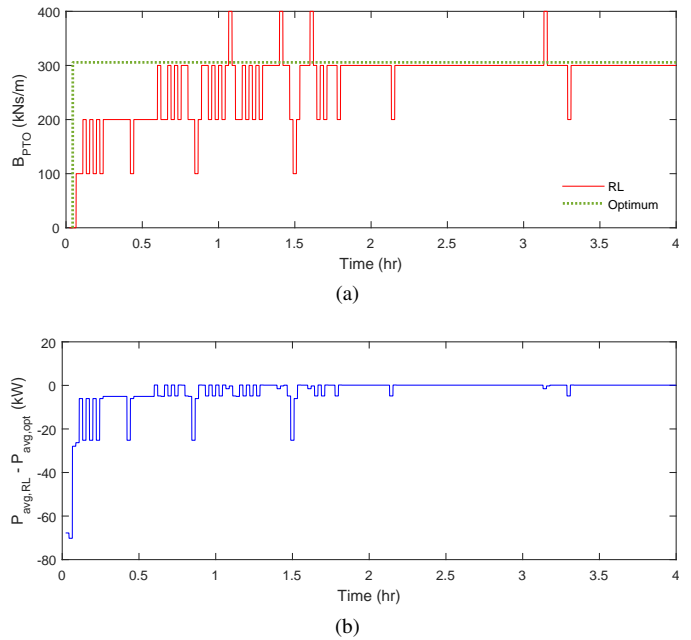 400
300
200
100
0
B_PTO (kNs/m)
RL
Optimum
0 0.5 1 1.5 2 2.5 3 3.5 4
Time (hr)
(a)
20
0
-20
-40
-60
-80
P_avg,RL - P_avg,opt (kW)
0 0.5 1 1.5 2 2.5 3 3.5 4
Time (hr)
(b)